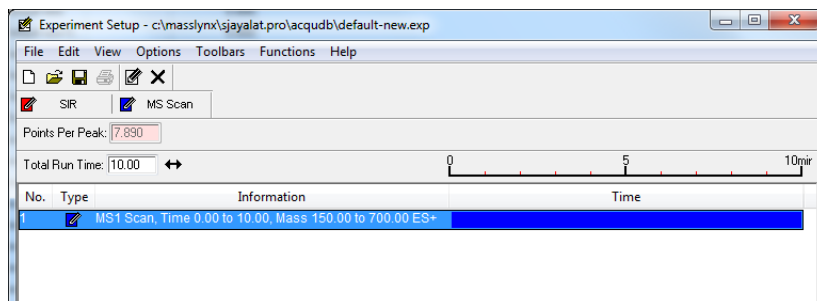 Experiment Setup - c:\masslynx\sjayalat.pro\acqudb\default-new.exp
File Edit View Options Toolbars Functions Help
SIR MS Scan
Points Per Peak: 7.890
Total Run Time: 10.00 0 5 10mir
No. Type Information Time
1 MS1 Scan, Time 0.00 to 10.00, Mass 150.00 to 700.00 ES+